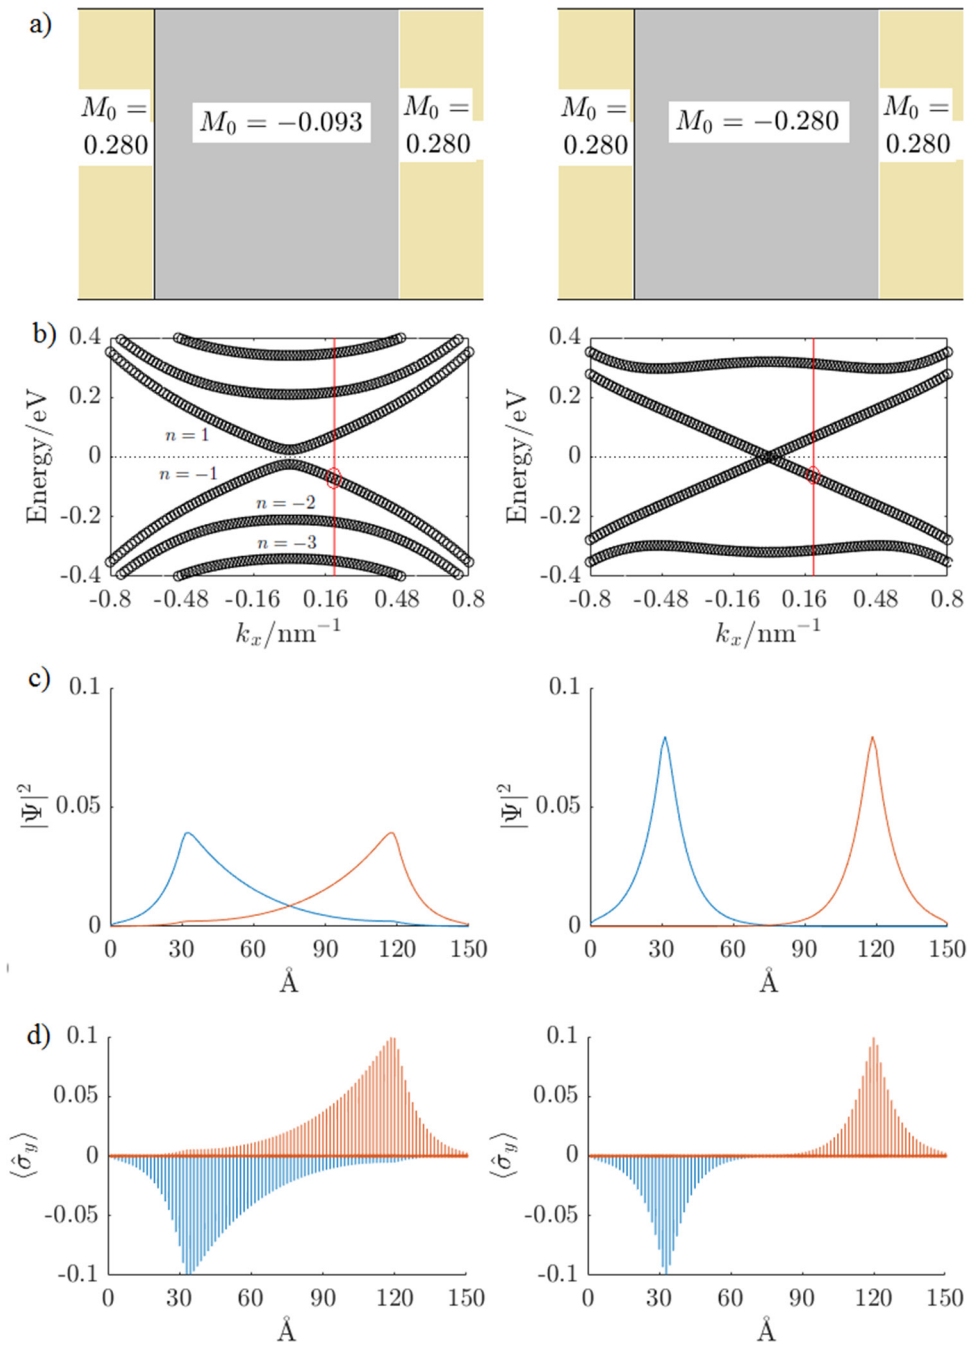 a)
M₀ =
0.280
M₀ = −0.093
M₀ =
0.280
M₀ =
0.280
M₀ = −0.280
M₀ =
0.280
b)
Energy/eV
0.4
0.2
0
-0.2
-0.4
n = 1
n = −1
n = −2
n = −3
-0.8 -0.48 -0.16 0.16 0.48 0.8
kₓ/nm⁻¹
Energy/eV
0.4
0.2
0
-0.2
-0.4
-0.8 -0.48 -0.16 0.16 0.48 0.8
kₓ/nm⁻¹
c)
|Ψ|²
0.1
0.05
0
0 30 60 90 120 150
Å
|Ψ|²
0.1
0.05
0
0 30 60 90 120 150
Å
d)
⟨σ̂ᵧ⟩
0.1
0.05
0
-0.05
-0.1
0 30 60 90 120 150
Å
⟨σ̂ᵧ⟩
0.1
0.05
0
-0.05
-0.1
0 30 60 90 120 150
Å